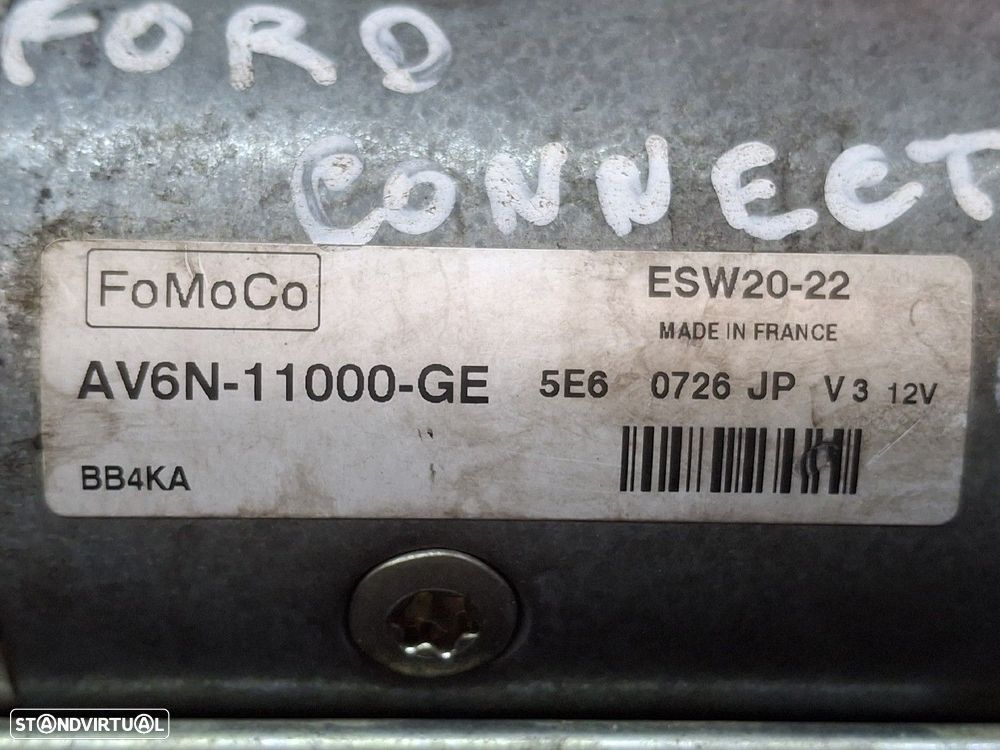 FORD
CONNECT
FoMoCo
ESW20-22
MADE IN FRANCE
AV6N-11000-GE 5E6 0726 JP V3 12V
BB4KA
STANDVIRTUAL